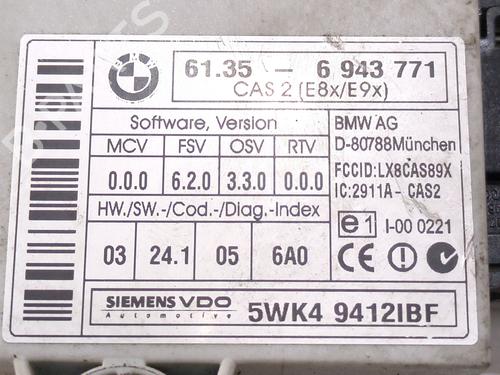 BMW
61.35 - 6 943 771
CAS 2 (E8x/E9x)
Software, Version
MCV FSV OSV RTV
0.0.0 6.2.0 3.3.0 0.0.0
HW./SW.-/Cod.-/Diag.-Index
03 24.1 05 6A0
BMW AG
D-80788München
FCCID:LX8CAS89X
IC:2911A- CAS2
e1 I-00 0221
CE
SIEMENS VDO
Automotive
5WK4 9412IBF